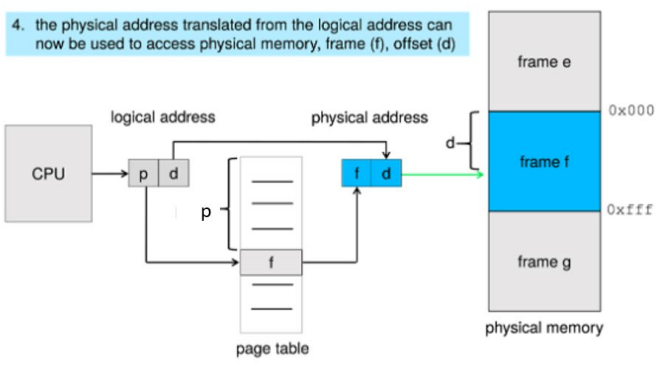 4. the physical address translated from the logical address can
now be used to access physical memory, frame (f), offset (d)
frame e
logical address
physical address
0x000
d
CPU
p d
f d
frame f
p
0xfff
f
frame g
physical memory
page table